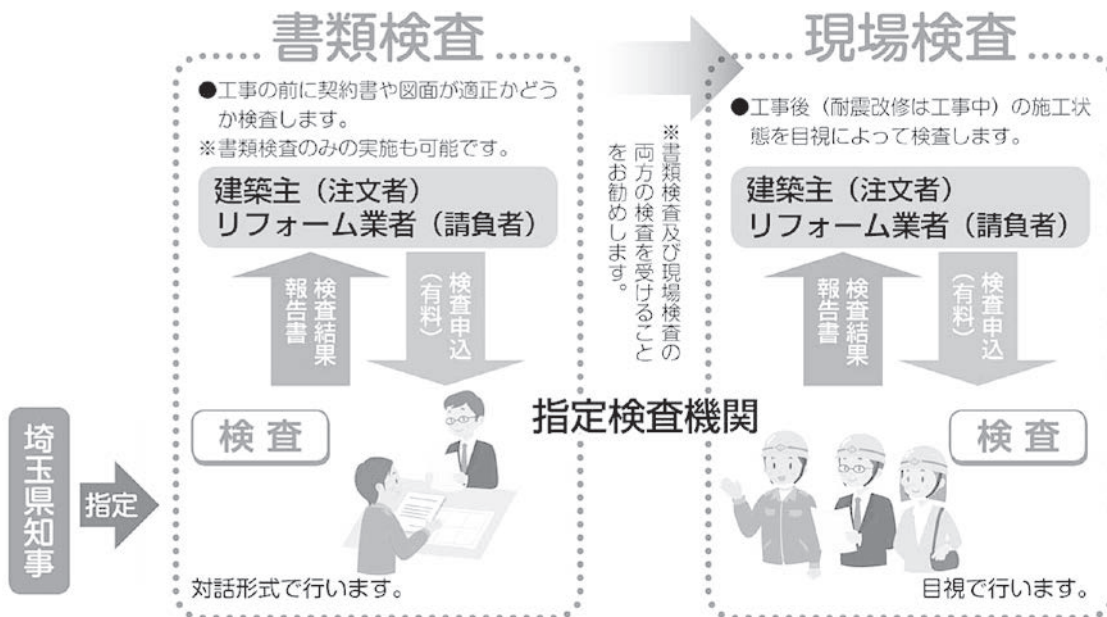 書類検査
●工事の前に契約書や図面が適正かどう
か検査します。
※書類検査のみの実施も可能です。
建築主（注文者）
リフォーム業者（請負者）
検査結果
報告書
検査申込
（有料）
検査
対話形式で行います。
埼玉県知事
指定
※書類検査及び現場検査の
両方の検査を受けること
をお勧めします。
指定検査機関
現場検査
●工事後（耐震改修は工事中）の施工状
態を目視によって検査します。
建築主（注文者）
リフォーム業者（請負者）
検査結果
報告書
検査申込
（有料）
検査
目視で行います。